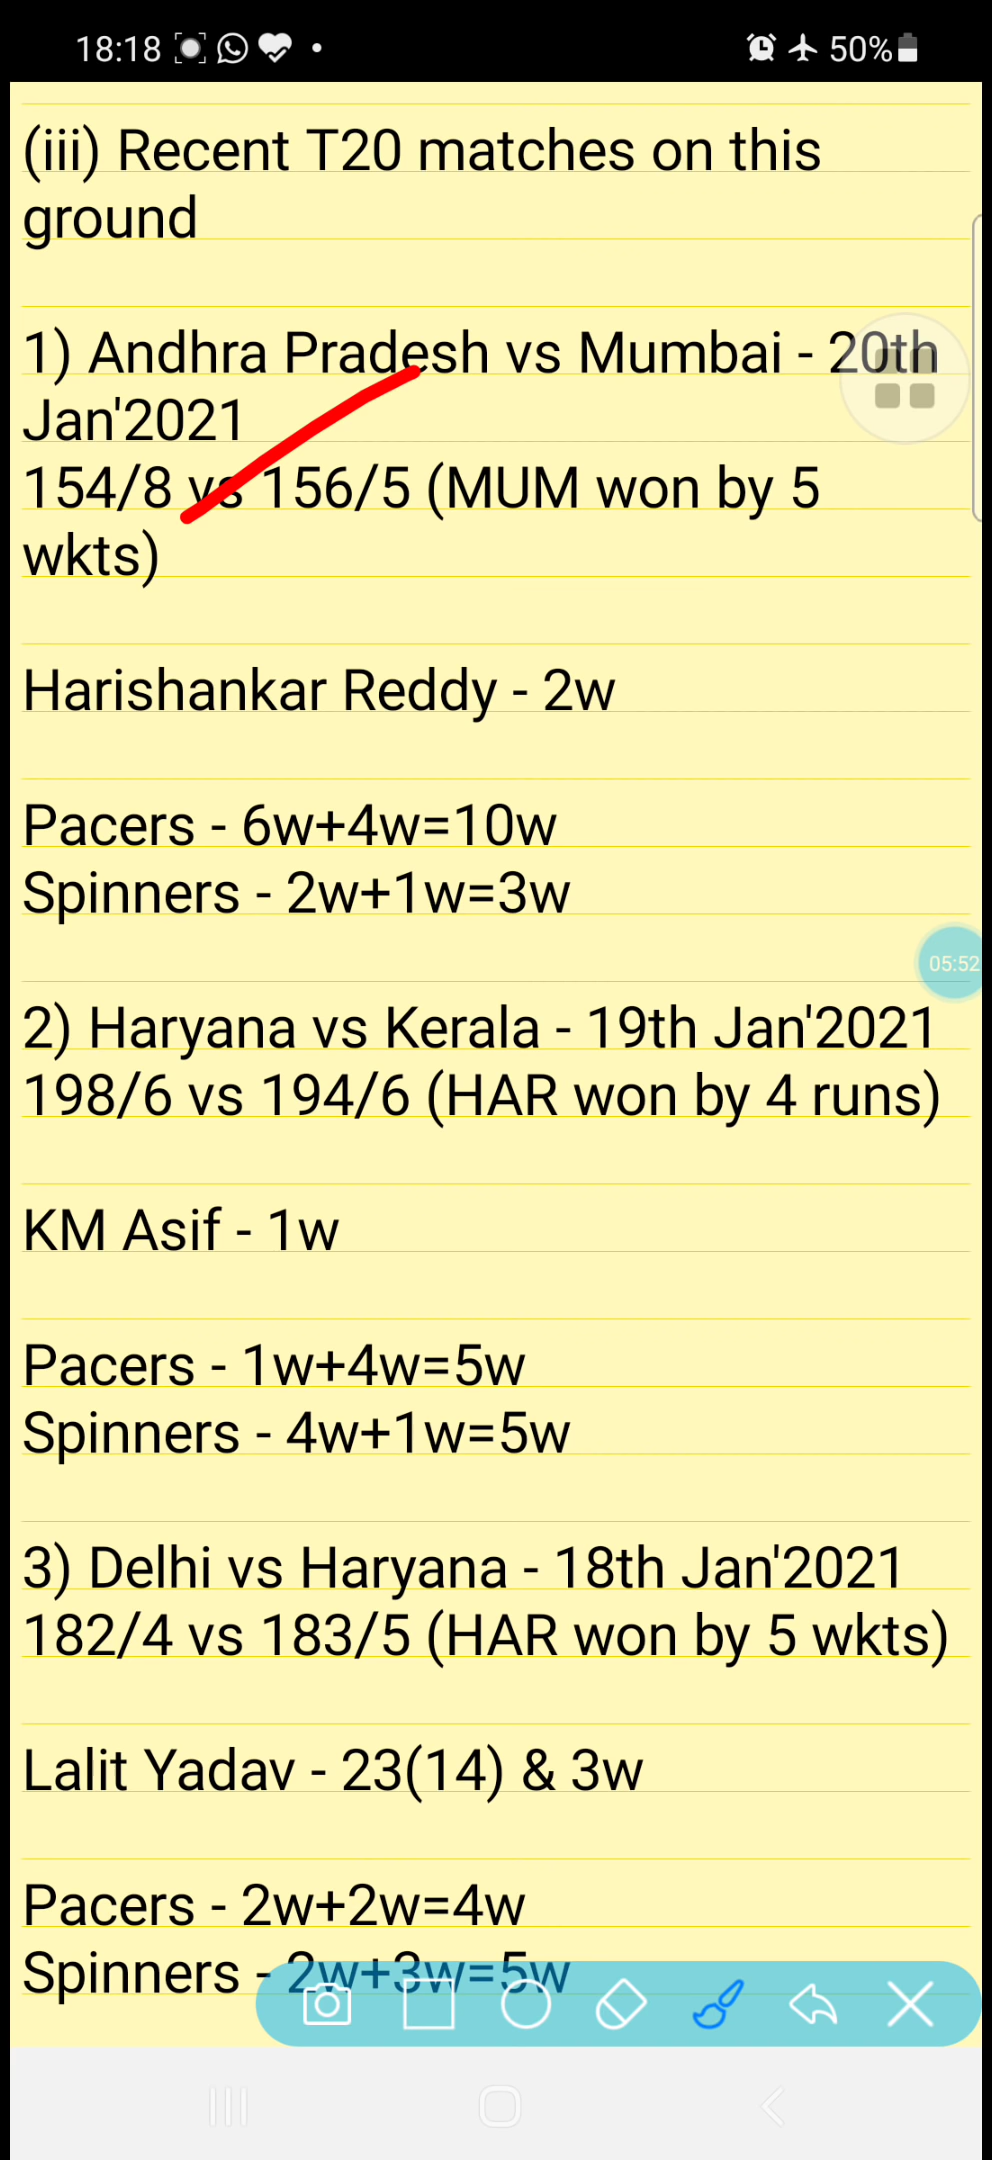 18:18
50%
(iii) Recent T20 matches on this
ground
1) Andhra Pradesh vs Mumbai - 20th
Jan'2021
154/8 vs 156/5 (MUM won by 5
wkts)
Harishankar Reddy - 2w
Pacers - 6w+4w=10w
Spinners - 2w+1w=3w
05:52
2) Haryana vs Kerala - 19th Jan'2021
198/6 vs 194/6 (HAR won by 4 runs)
KM Asif - 1w
Pacers - 1w+4w=5w
Spinners - 4w+1w=5w
3) Delhi vs Haryana - 18th Jan'2021
182/4 vs 183/5 (HAR won by 5 wkts)
Lalit Yadav - 23(14) & 3w
Pacers - 2w+2w=4w
Spinners - 2w+3w=5w